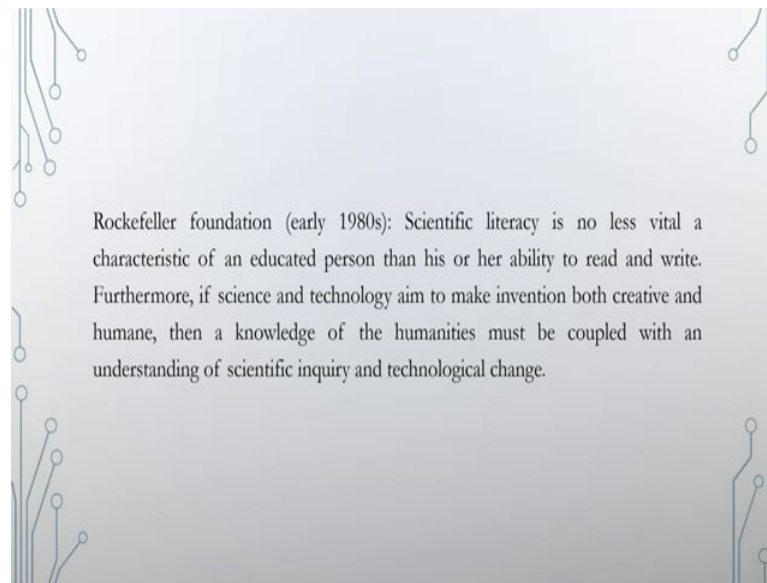 Rockefeller foundation (early 1980s): Scientific literacy is no less vital a
characteristic of an educated person than his or her ability to read and write.
Furthermore, if science and technology aim to make invention both creative and
humane, then a knowledge of the humanities must be coupled with an
understanding of scientific inquiry and technological change.